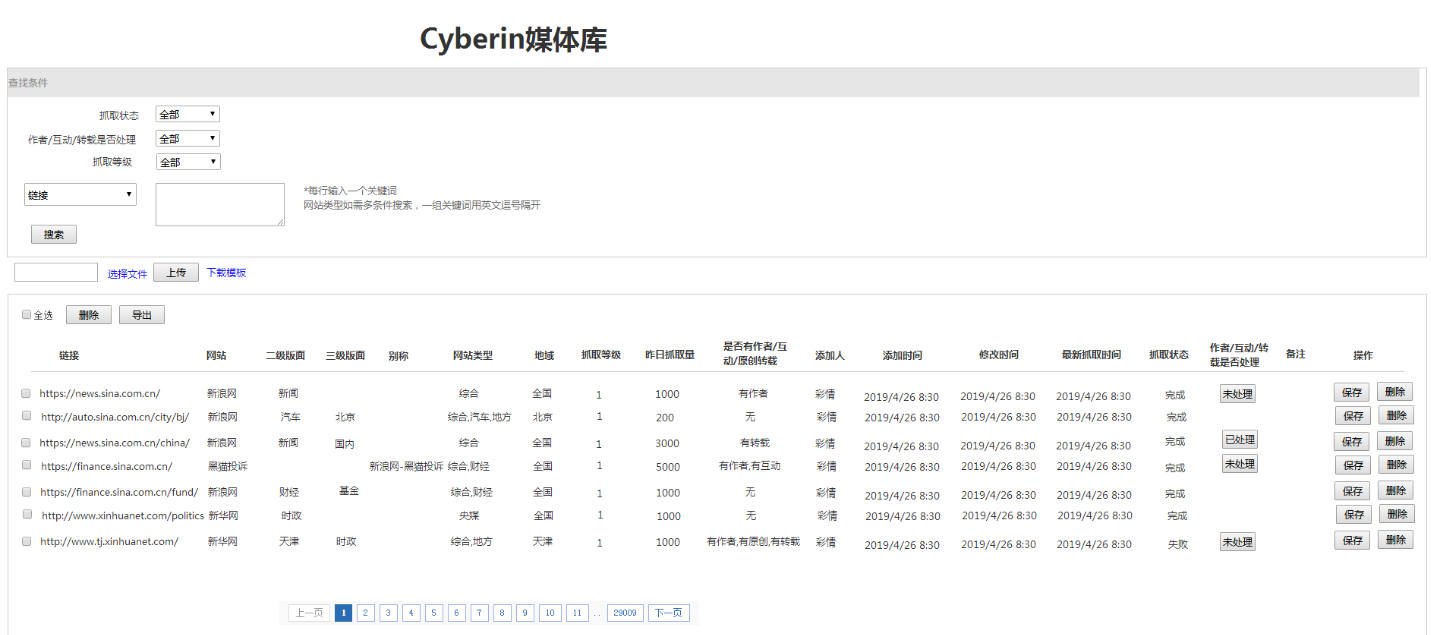 Cyberin媒体库
查找条件
抓取状态 全部
作者/互动/转载是否处理 全部
抓取等级 全部
链接 *每行输入一个关键词
网站类型如需多条件搜索，一组关键词用英文逗号隔开
搜索
选择文件 上传 下载模板
全选 删除 导出
链接 网站 二级版面 三级版面 别称 网站类型 地域 抓取等级 昨日抓取量 是否有作者/互动/原创转载 添加人 添加时间 修改时间 最新抓取时间 抓取状态 作者/互动/转载是否处理 备注 操作
https://news.sina.com.cn/ 新浪网 新闻 综合 全国 1 1000 有作者 彩情 2019/4/26 8:30 2019/4/26 8:30 2019/4/26 8:30 完成 未处理 保存 删除
http://auto.sina.com.cn/city/bj/ 新浪网 汽车 北京 综合,汽车,地方 北京 1 200 无 彩情 2019/4/26 8:30 2019/4/26 8:30 2019/4/26 8:30 完成 保存 删除
https://news.sina.com.cn/china/ 新浪网 新闻 国内 综合 全国 1 3000 有转载 彩情 2019/4/26 8:30 2019/4/26 8:30 2019/4/26 8:30 完成 已处理 保存 删除
https://finance.sina.com.cn/ 黑猫投诉 新浪网-黑猫投诉 综合,财经 全国 1 5000 有作者,有互动 彩情 2019/4/26 8:30 2019/4/26 8:30 2019/4/26 8:30 完成 未处理 保存 删除
https://finance.sina.com.cn/fund/ 新浪网 财经 基金 综合,财经 全国 1 1000 无 彩情 2019/4/26 8:30 2019/4/26 8:30 2019/4/26 8:30 完成 保存 删除
http://www.xinhuanet.com/politics 新华网 时政 央媒 全国 1 1000 无 彩情 2019/4/26 8:30 2019/4/26 8:30 2019/4/26 8:30 完成 保存 删除
http://www.tj.xinhuanet.com/ 新华网 天津 时政 综合,地方 天津 1 1000 有作者,有原创,有转载 彩情 2019/4/26 8:30 2019/4/26 8:30 2019/4/26 8:30 失败 未处理 保存 删除
上一页 1 2 3 4 5 6 7 8 9 10 11 .. 29009 下一页